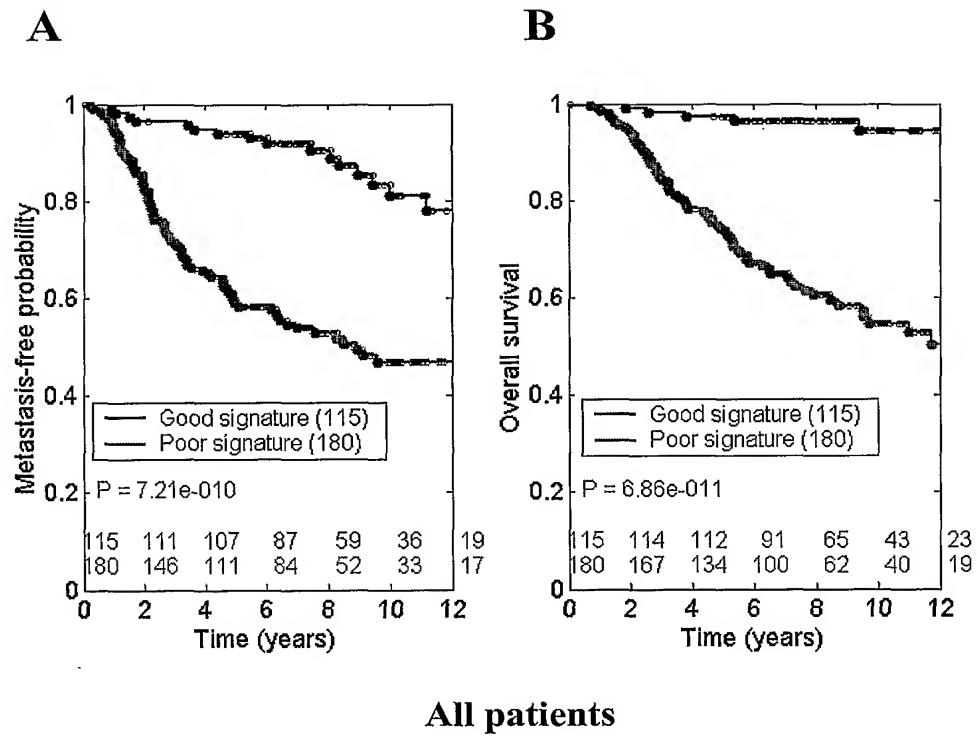 A
B
Metastasis-free probability
1
0.8
0.6
0.4
0.2
0
Good signature (115)
Poor signature (180)
P = 7.21e-010
115 111 107 87 59 36 19
180 146 111 84 52 33 17
0 2 4 6 8 10 12
Time (years)
Overall survival
1
0.8
0.6
0.4
0.2
0
Good signature (115)
Poor signature (180)
P = 6.86e-011
115 114 112 91 65 43 23
180 167 134 100 62 40 19
0 2 4 6 8 10 12
Time (years)
All patients